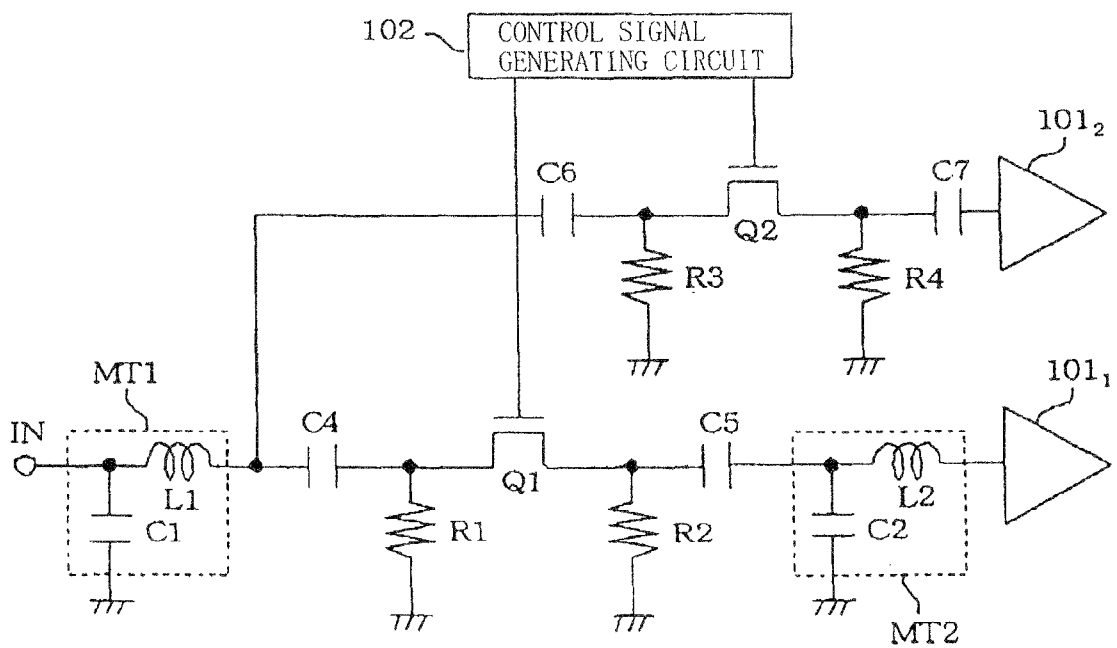 102
CONTROL SIGNAL
GENERATING CIRCUIT
101₂
C6
C7
Q2
R3
R4
MT1
101₁
IN
C4
C5
L1
Q1
L2
C1
R1
R2
C2
MT2